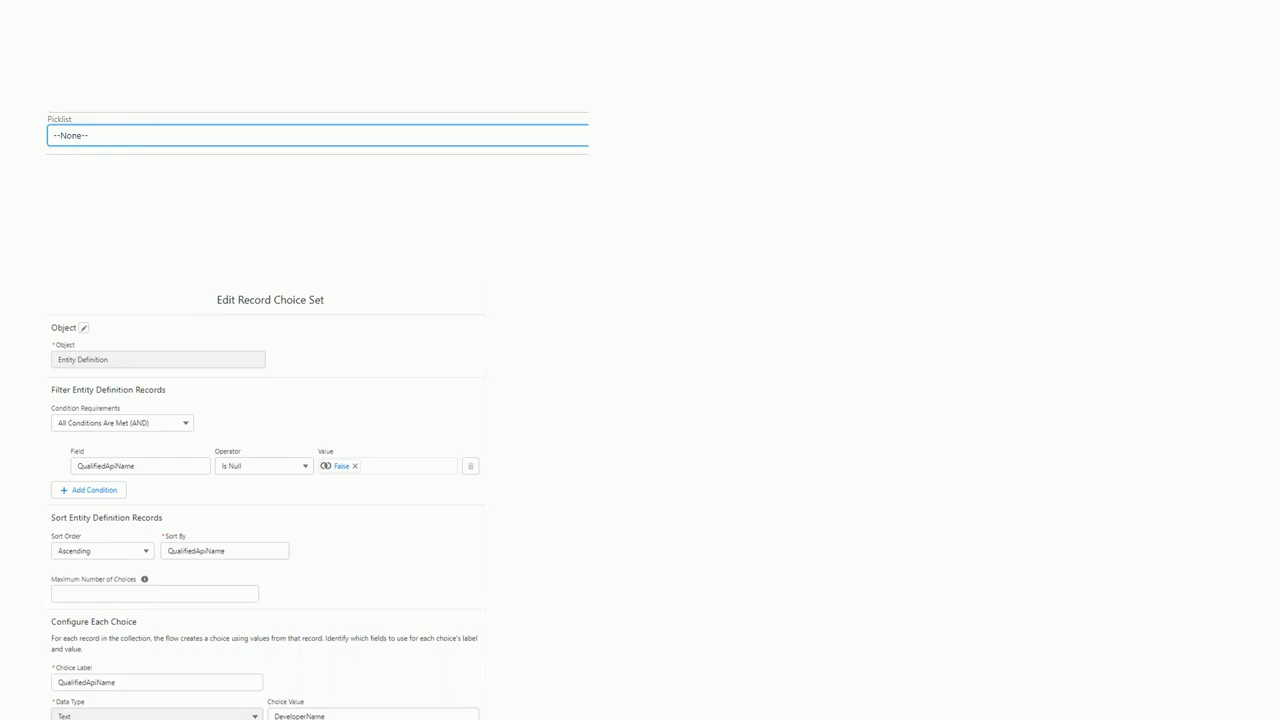 Picklist
--None--
Edit Record Choice Set
Object
* Object
Entity Definition
Filter Entity Definition Records
Condition Requirements
All Conditions Are Met (AND)
Field Operator Value
QualifiedApiName Is Null False
Add Condition
Sort Entity Definition Records
Sort Order * Sort By
Ascending QualifiedApiName
Maximum Number of Choices
Configure Each Choice
For each record in the collection, the flow creates a choice using values from that record. Identify which fields to use for each choice's label
and value.
* Choice Label
QualifiedApiName
* Data Type Choice Value
Text DeveloperName